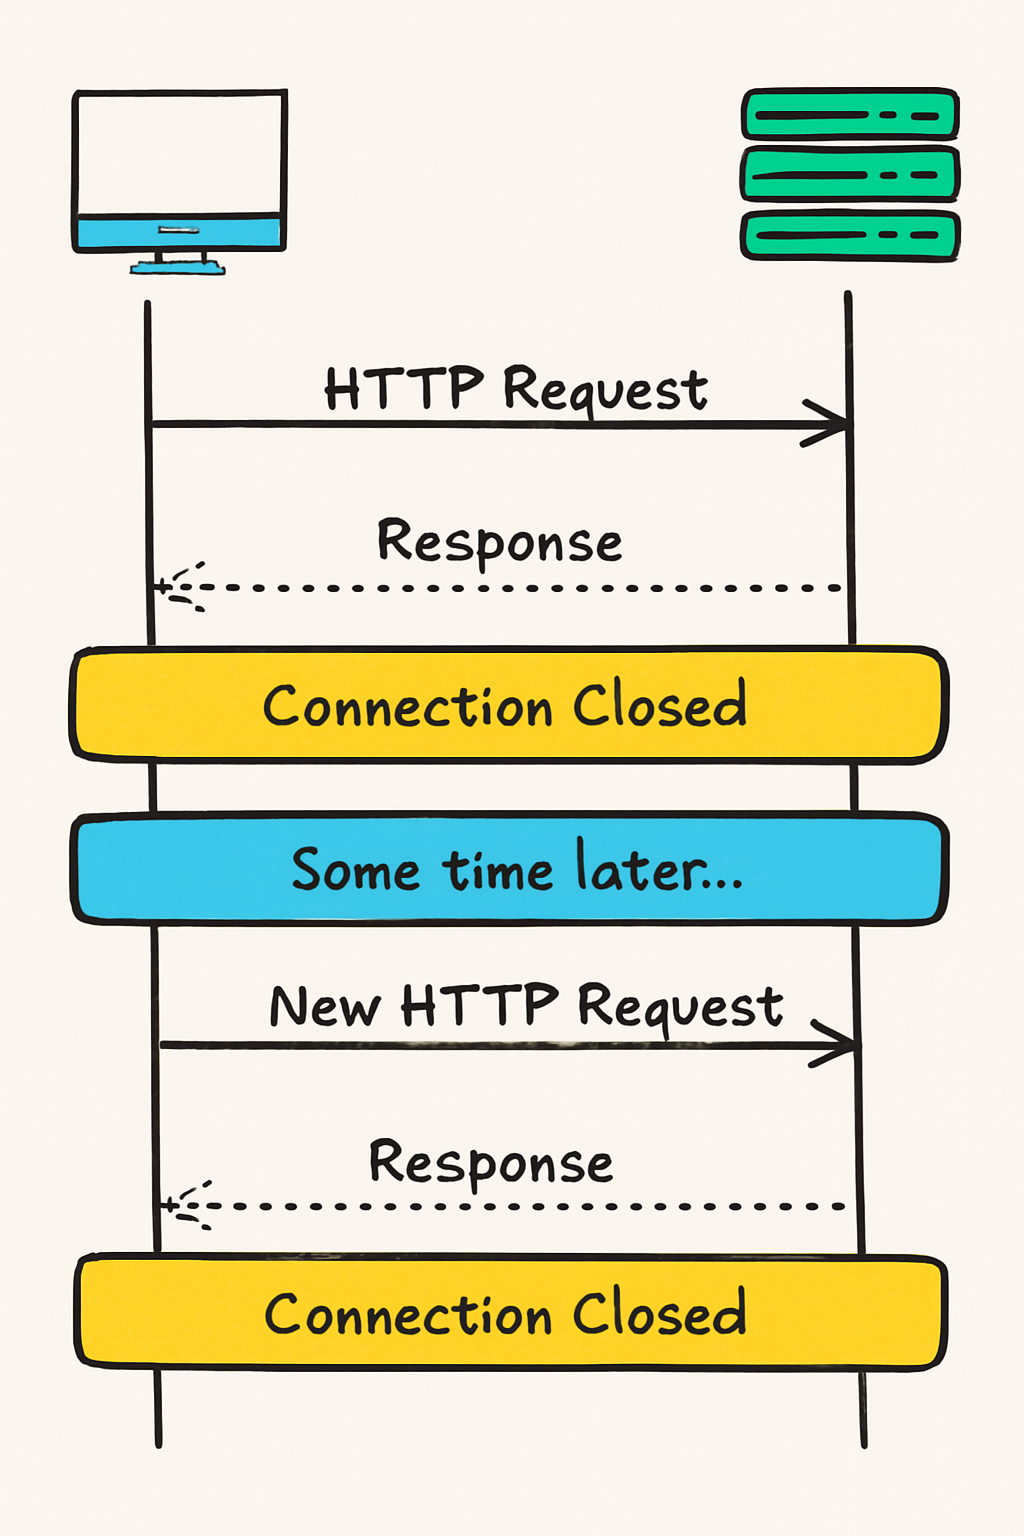 HTTP Request
Response
Connection Closed
Some time later...
New HTTP Request
Response
Connection Closed